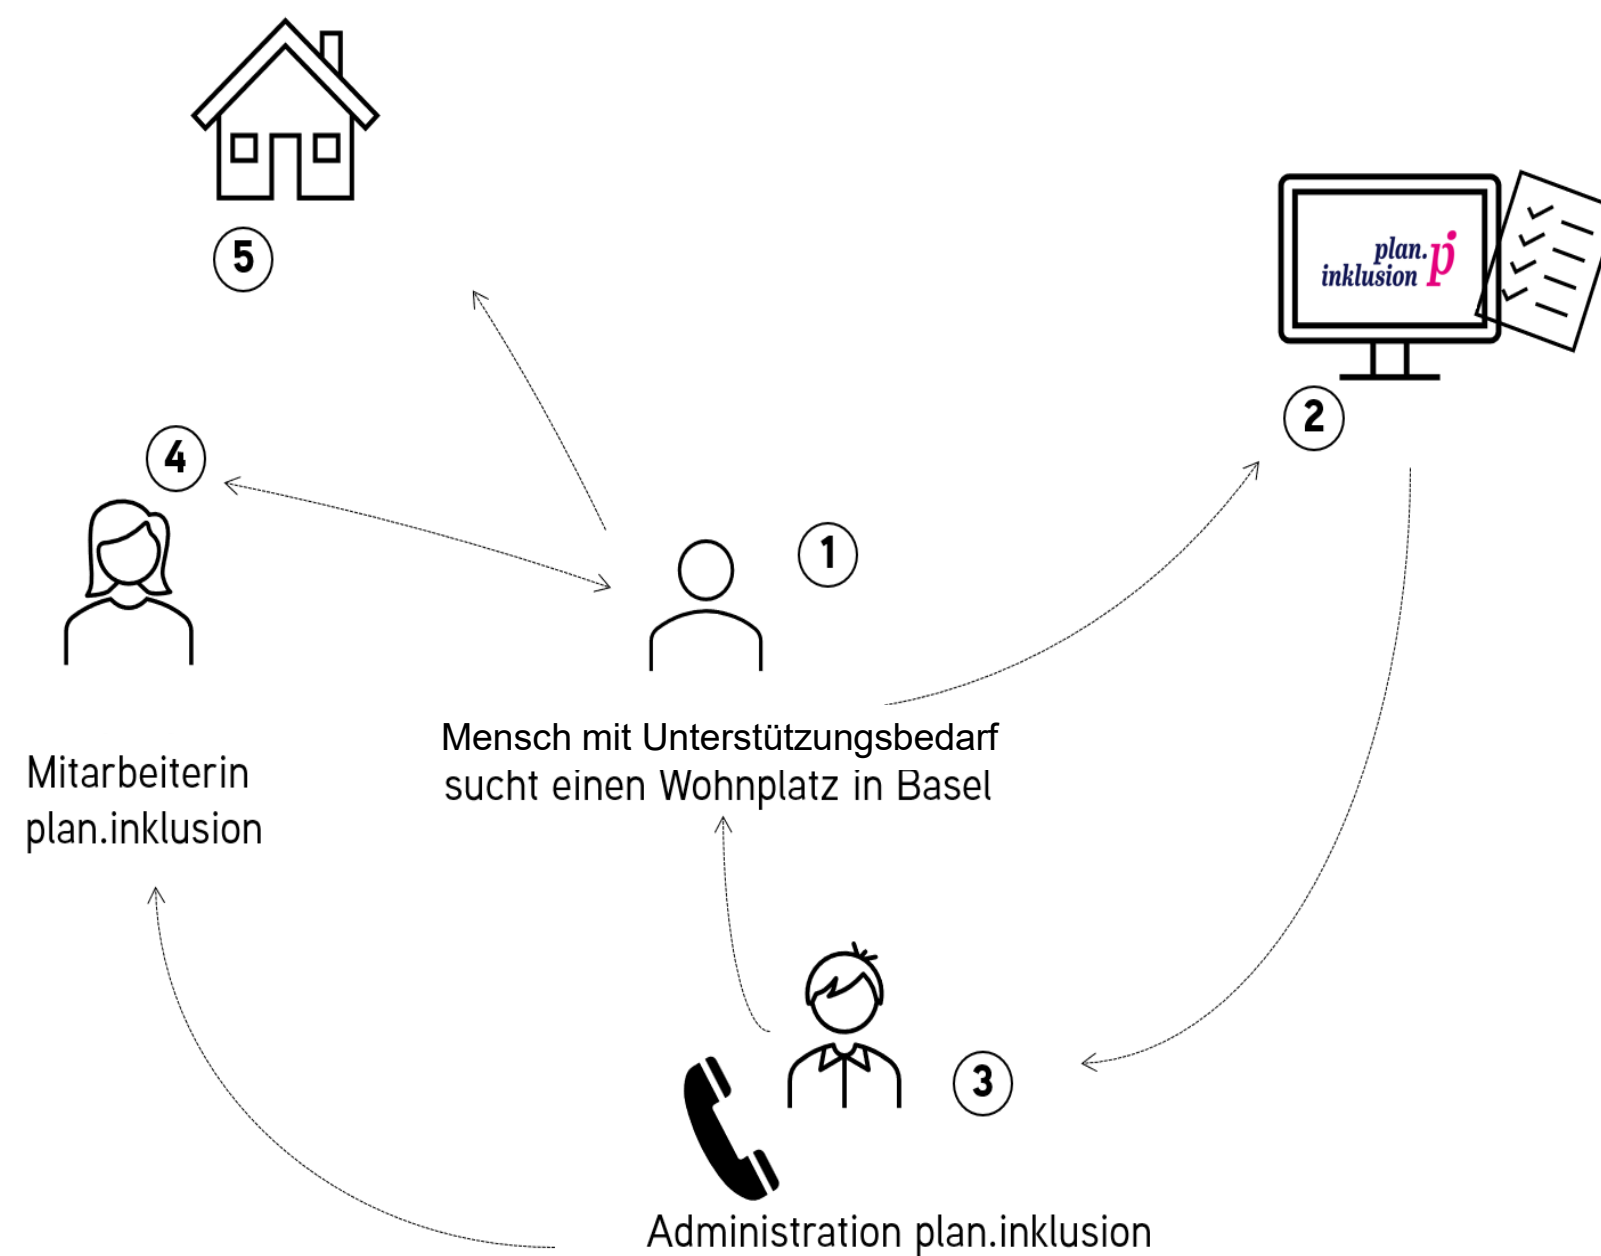 5
plan.
inklusion p
2
4
1
Mensch mit Unterstützungsbedarf
sucht einen Wohnplatz in Basel
Mitarbeiterin
plan.inklusion
3
Administration plan.inklusion